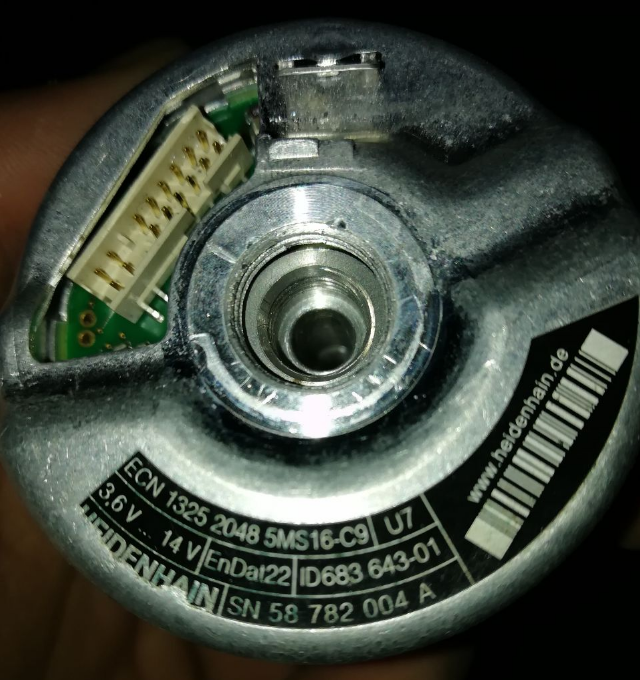 ECN 1325 2048 5MS16-C9 U7
3,6 V ... 14 V EnDat22 ID683 643-01
HEIDENHAIN SN 58 782 004 A
www.heidenhain.de